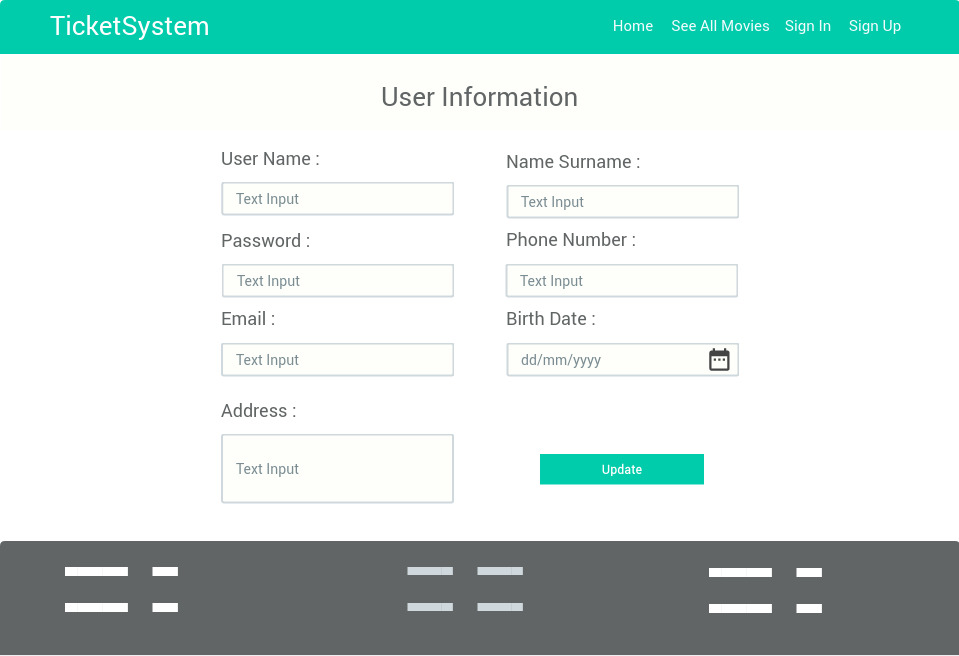 TicketSystem
Home See All Movies Sign In Sign Up
User Information
User Name :
Text Input
Name Surname :
Text Input
Password :
Text Input
Phone Number :
Text Input
Email :
Text Input
Birth Date :
dd/mm/yyyy
Address :
Text Input
Update